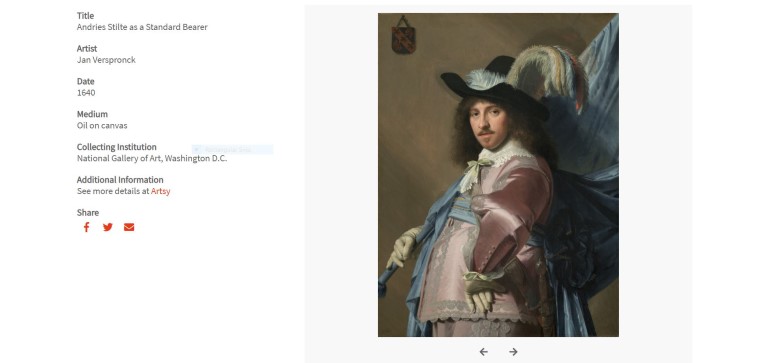 Title
Andries Stilte as a Standard Bearer
Artist
Jan Verspronck
Date
1640
Medium
Oil on canvas
Collecting Institution
National Gallery of Art, Washington D.C.
Additional Information
See more details at Artsy
Share